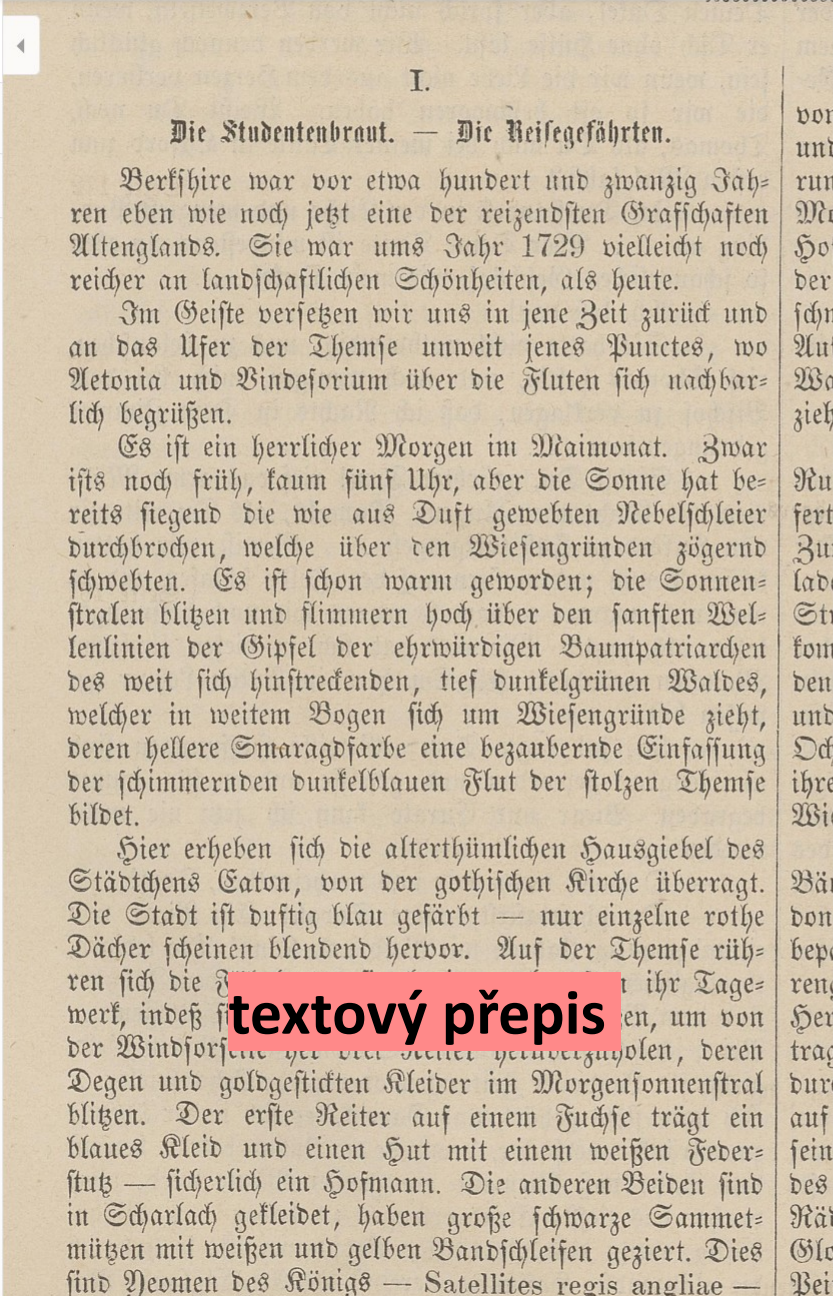 I.
Die Studentenbraut. — Die Reisegefährten.
Berkshire war vor etwa hundert und zwanzig Jah-
ren eben wie noch jetzt eine der reizendsten Grafschaften
Altenglands. Sie war ums Jahr 1729 vielleicht noch
reicher an landschaftlichen Schönheiten, als heute.
Im Geiste versetzen wir uns in jene Zeit zurück und
an das Ufer der Themse unweit jenes Punctes, wo
Aetonia und Vindesorium über die Fluten sich nachbar-
lich begrüßen.
Es ist ein herrlicher Morgen im Maimonat. Zwar
ists noch früh, kaum fünf Uhr, aber die Sonne hat be-
reits siegend die wie aus Duft gewebten Nebelschleier
durchbrochen, welche über den Wiesengründen zögernd
schwebten. Es ist schon warm geworden; die Sonnen-
stralen blitzen und flimmern hoch über den sanften Wel-
lenlinien der Gipfel der ehrwürdigen Baumpatriarchen
des weit sich hinstreckenden, tief dunkelgrünen Waldes,
welcher in weitem Bogen sich um Wiesengründe zieht,
deren hellere Smaragdfarbe eine bezaubernde Einfassung
der schimmernden dunkelblauen Flut der stolzen Themse
bildet.
Hier erheben sich die alterthümlichen Hausgiebel des
Städtchens Eaton, von der gothischen Kirche überragt.
Die Stadt ist duftig blau gefärbt — nur einzelne rothe
Dächer scheinen blendend hervor. Auf der Themse rüh-
ren sich die ihr Tage-
werk, indeß um von
textový přepis
der deren
Degen und goldgestickten Kleider im Morgensonnenstral
blitzen. Der erste Reiter auf einem Fuchse trägt ein
blaues Kleid und einen Hut mit einem weißen Feder-
stutz — sicherlich ein Hofmann. Die anderen Beiden sind
in Scharlach gekleidet, haben große schwarze Sammet-
mützen mit weißen und gelben Bandschleifen geziert. Dies
sind Yeomen des Königs — Satellites regis angliae —